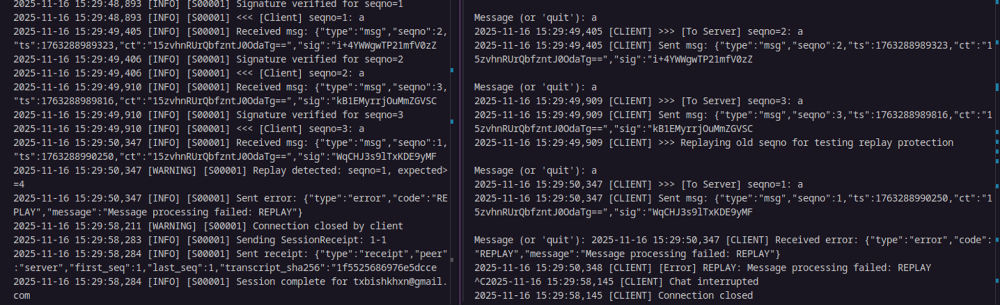 2025-11-16 15:29:48,893 [INFO] [S00001] Signature verified for seqno=1
2025-11-16 15:29:48,893 [INFO] [S00001] <<< [Client] seqno=1: a
2025-11-16 15:29:49,405 [INFO] [S00001] Received msg: {"type":"msg","seqno":2,
"ts":1763288989323,"ct":"15zvhnRUrQbfzntJ0OdaTg==","sig":"i+4YWWgwTP21mfV0zZ
2025-11-16 15:29:49,406 [INFO] [S00001] Signature verified for seqno=2
2025-11-16 15:29:49,406 [INFO] [S00001] <<< [Client] seqno=2: a
2025-11-16 15:29:49,910 [INFO] [S00001] Received msg: {"type":"msg","seqno":3,
"ts":1763288989816,"ct":"15zvhnRUrQbfzntJ0OdaTg==","sig":"kB1EMyrrjOuMmZGVSC
2025-11-16 15:29:49,910 [INFO] [S00001] Signature verified for seqno=3
2025-11-16 15:29:49,910 [INFO] [S00001] <<< [Client] seqno=3: a
2025-11-16 15:29:50,347 [INFO] [S00001] Received msg: {"type":"msg","seqno":1,
"ts":1763288990250,"ct":"15zvhnRUrQbfzntJ0OdaTg==","sig":"WqCHJ3s9lTxKDE9yMF
2025-11-16 15:29:50,347 [WARNING] [S00001] Replay detected: seqno=1, expected>
=4
2025-11-16 15:29:50,347 [INFO] [S00001] Sent error: {"type":"error","code":"RE
PLAY","message":"Message processing failed: REPLAY"}
2025-11-16 15:29:58,211 [WARNING] [S00001] Connection closed by client
2025-11-16 15:29:58,283 [INFO] [S00001] Sending SessionReceipt: 1-1
2025-11-16 15:29:58,284 [INFO] [S00001] Sent receipt: {"type":"receipt","peer"
:"server","first_seq":1,"last_seq":1,"transcript_sha256":"1f5525686976e5dcce
2025-11-16 15:29:58,284 [INFO] [S00001] Session complete for txbishkhxn@gmail.
com
Message (or 'quit'): a
2025-11-16 15:29:49,405 [CLIENT] >>> [To Server] seqno=2: a
2025-11-16 15:29:49,405 [CLIENT] Sent msg: {"type":"msg","seqno":2,"ts":1763288989323,"ct":"1
5zvhnRUrQbfzntJ0OdaTg==","sig":"i+4YWWgwTP21mfV0zZ
Message (or 'quit'): a
2025-11-16 15:29:49,909 [CLIENT] >>> [To Server] seqno=3: a
2025-11-16 15:29:49,909 [CLIENT] Sent msg: {"type":"msg","seqno":3,"ts":1763288989816,"ct":"1
5zvhnRUrQbfzntJ0OdaTg==","sig":"kB1EMyrrjOuMmZGVSC
2025-11-16 15:29:49,909 [CLIENT] >>> Replaying old seqno for testing replay protection
Message (or 'quit'): a
2025-11-16 15:29:50,347 [CLIENT] >>> [To Server] seqno=1: a
2025-11-16 15:29:50,347 [CLIENT] Sent msg: {"type":"msg","seqno":1,"ts":1763288990250,"ct":"1
5zvhnRUrQbfzntJ0OdaTg==","sig":"WqCHJ3s9lTxKDE9yMF
Message (or 'quit'): 2025-11-16 15:29:50,347 [CLIENT] Received error: {"type":"error","code":
"REPLAY","message":"Message processing failed: REPLAY"}
2025-11-16 15:29:50,348 [CLIENT] [Error] REPLAY: Message processing failed: REPLAY
^C2025-11-16 15:29:58,145 [CLIENT] Chat interrupted
2025-11-16 15:29:58,145 [CLIENT] Connection closed